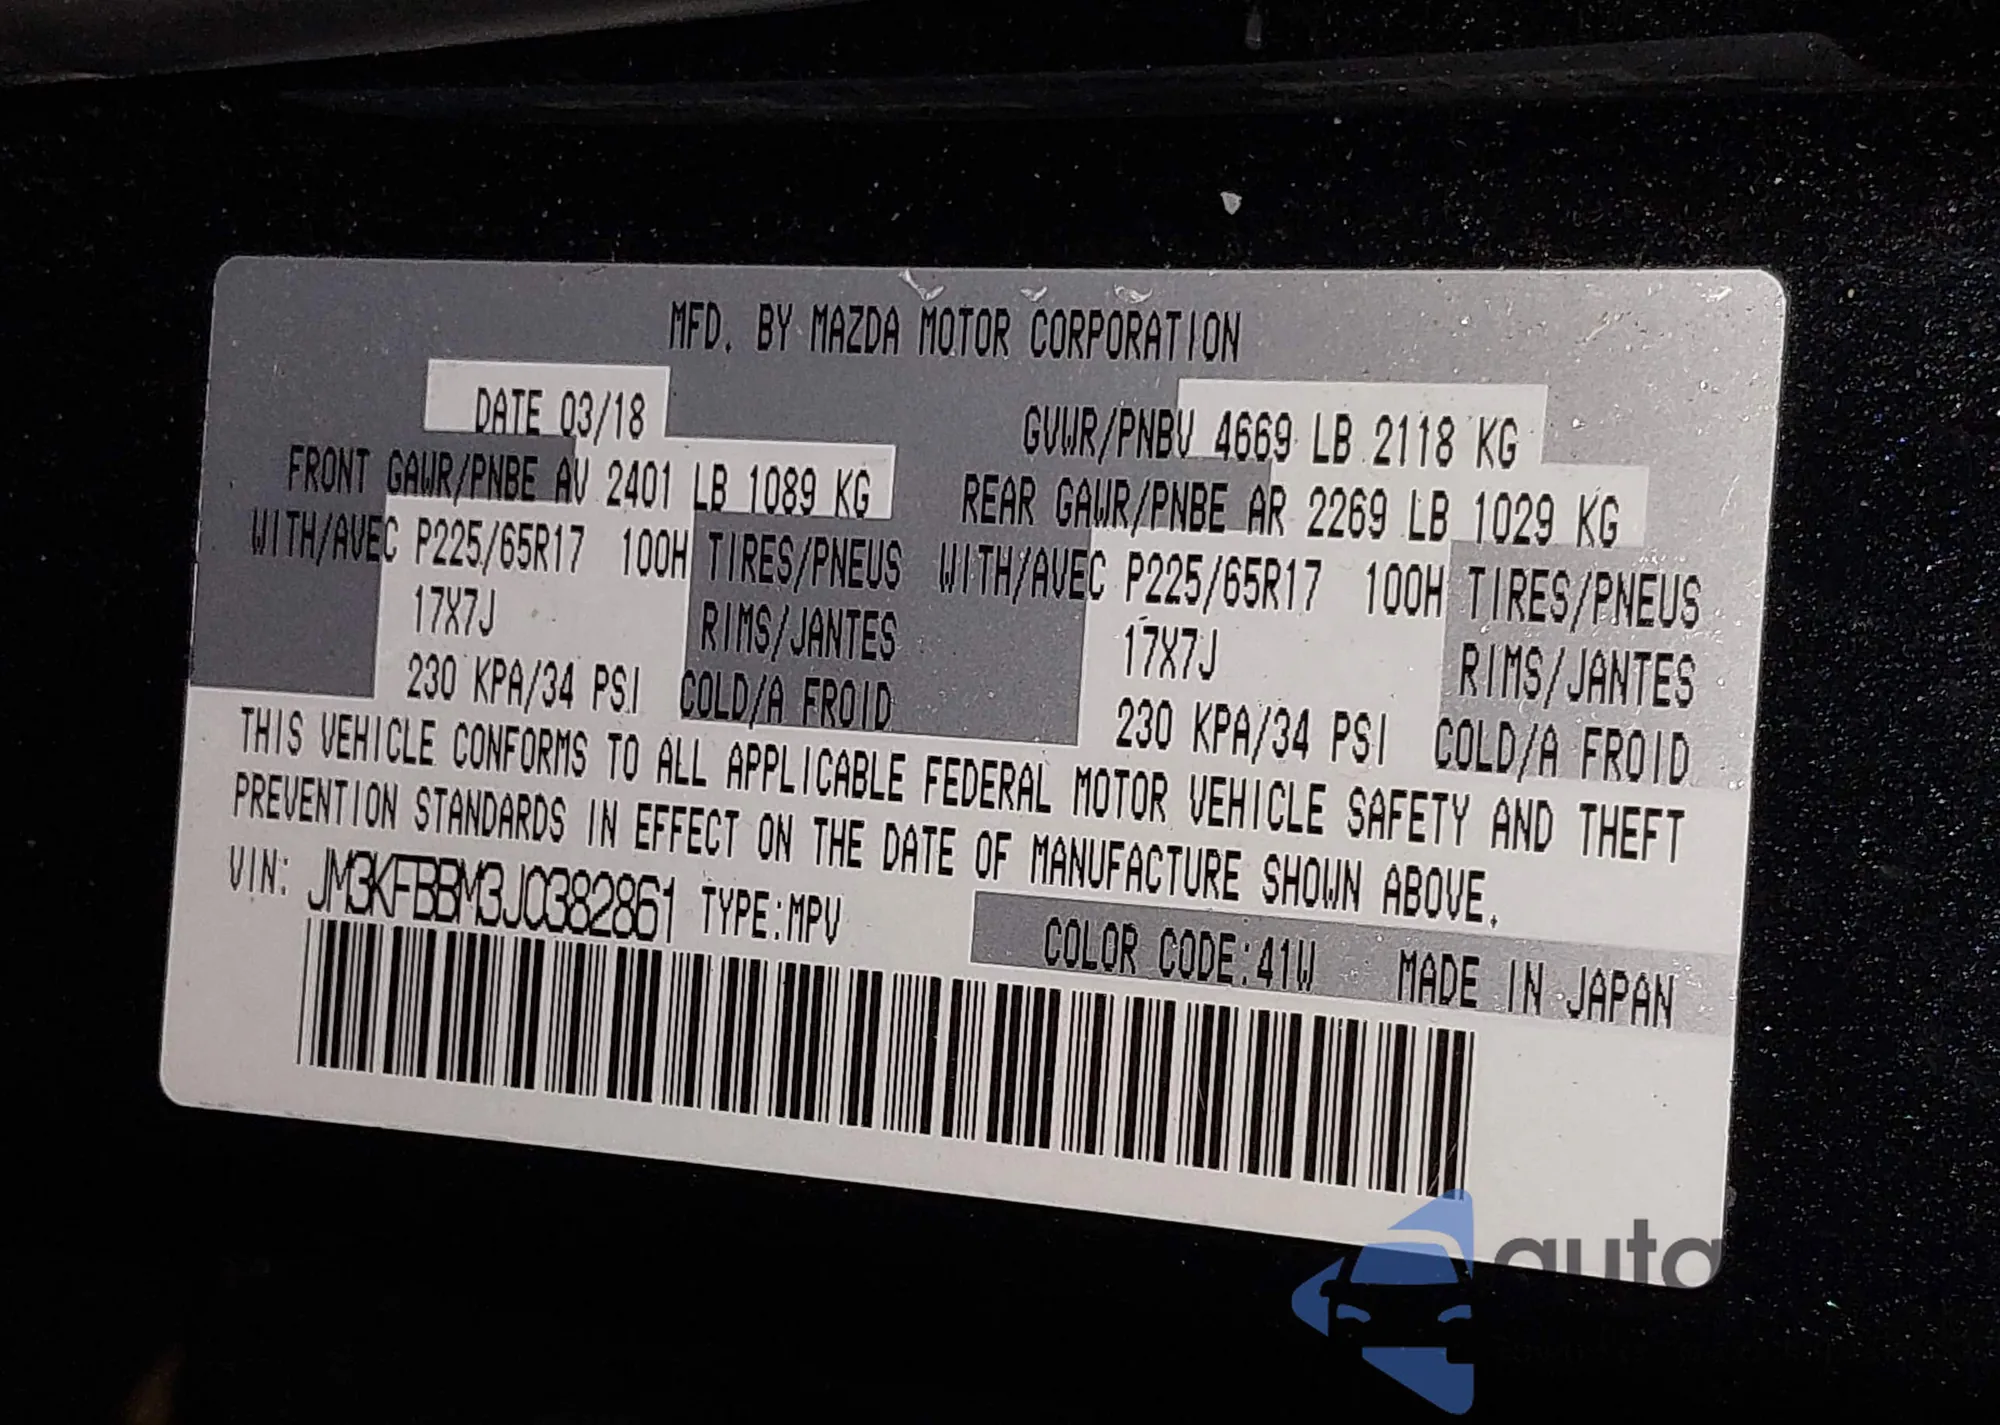 MFD. BY MAZDA MOTOR CORPORATION
DATE 03/18 GVWR/PNBV 4669 LB 2118 KG
FRONT GAWR/PNBE AV 2401 LB 1089 KG REAR GAWR/PNBE AR 2269 LB 1029 KG
WITH/AVEC P225/65R17 100H TIRES/PNEUS WITH/AVEC P225/65R17 100H TIRES/PNEUS
17X7J RIMS/JANTES 17X7J RIMS/JANTES
230 KPA/34 PSI COLD/A FROID 230 KPA/34 PSI COLD/A FROID
THIS VEHICLE CONFORMS TO ALL APPLICABLE FEDERAL MOTOR VEHICLE SAFETY AND THEFT
PREVENTION STANDARDS IN EFFECT ON THE DATE OF MANUFACTURE SHOWN ABOVE.
VIN: JM3KFBBM3J0382861 TYPE:MPV
COLOR CODE:41W MADE IN JAPAN
auto